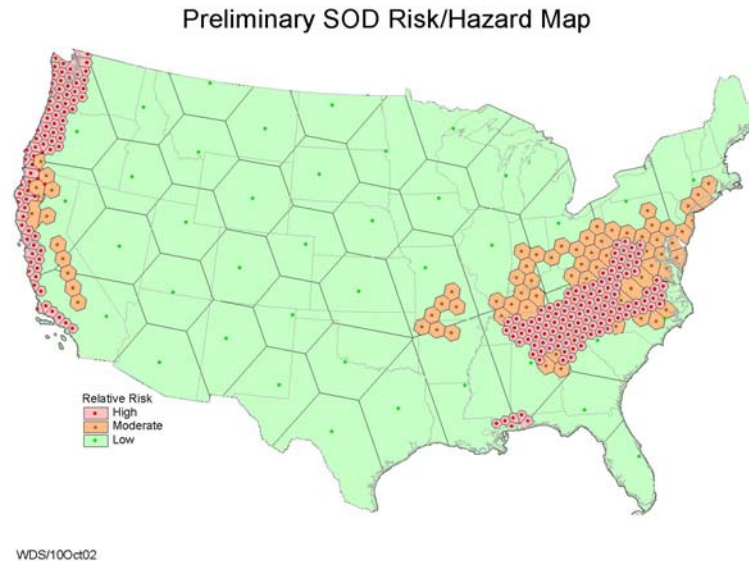 Preliminary SOD Risk/Hazard Map
Relative Risk
High
Moderate
Low
WDS/10Oct02